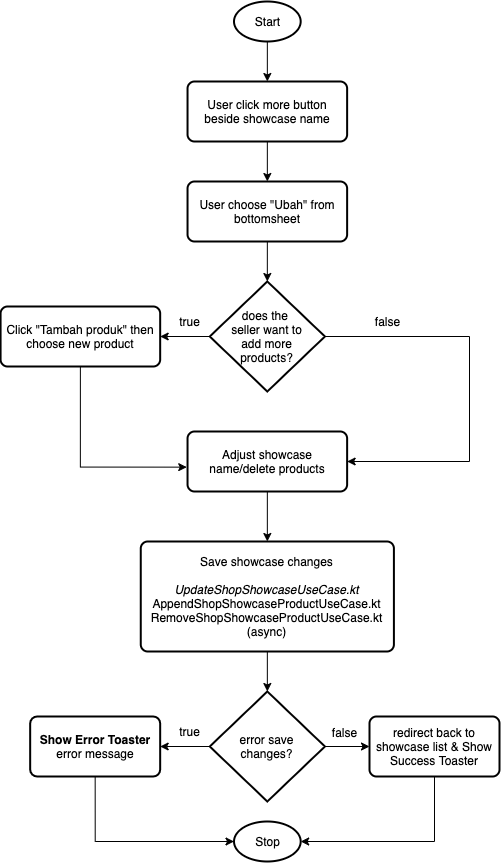 Start
User click more button
beside showcase name
User choose "Ubah" from
bottomsheet
does the
seller want to
add more
products?
true
false
Click "Tambah produk" then
choose new product
Adjust showcase
name/delete products
Save showcase changes
UpdateShopShowcaseUseCase.kt
AppendShopShowcaseProductUseCase.kt
RemoveShopShowcaseProductUseCase.kt
(async)
error save
changes?
true
false
Show Error Toaster
error message
redirect back to
showcase list & Show
Success Toaster
Stop